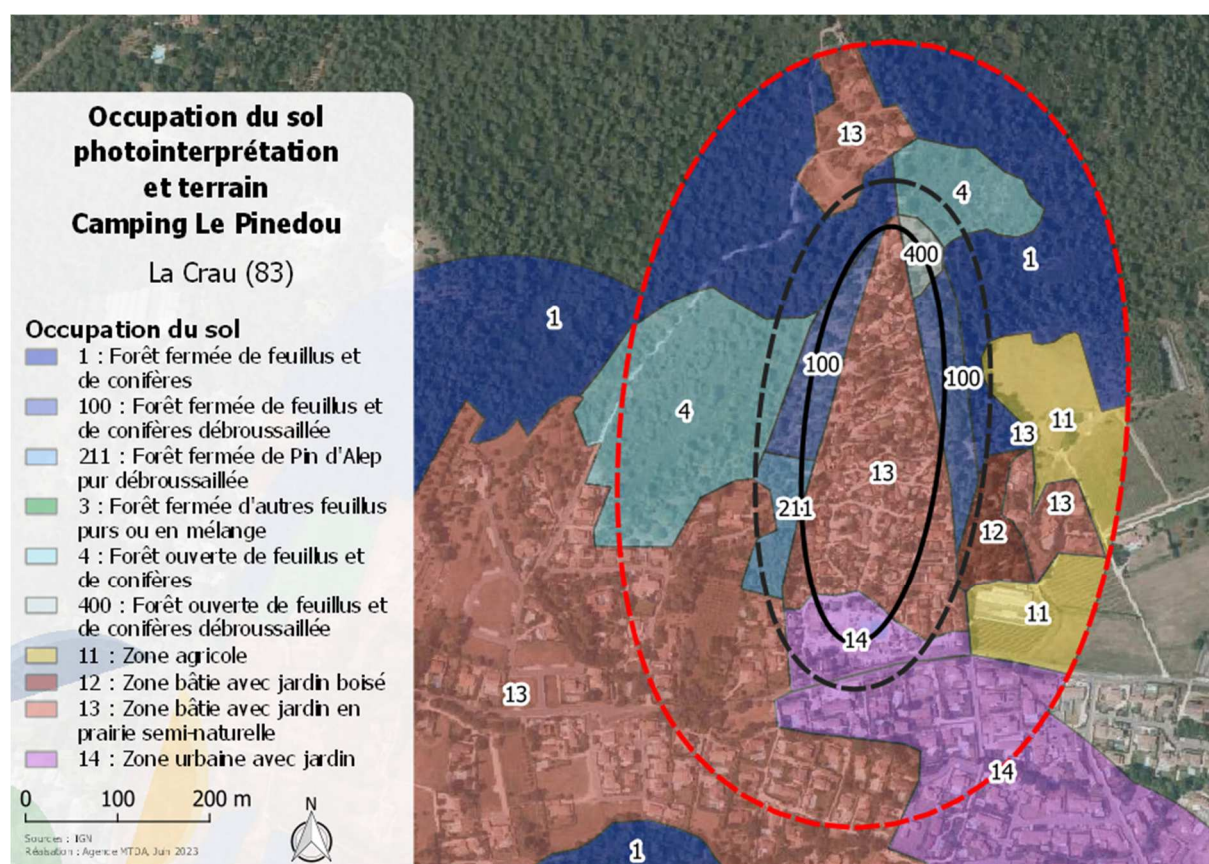 Occupation du sol
photointerprétation
et terrain
Camping Le Pinedou
La Crau (83)
Occupation du sol
1 : Forêt fermée de feuillus et
de conifères
100 : Forêt fermée de feuillus et
de conifères débroussaillée
211 : Forêt fermée de Pin d'Alep
pur débroussaillée
3 : Forêt fermée d'autres feuillus
purs ou en mélange
4 : Forêt ouverte de feuillus et
de conifères
400 : Forêt ouverte de feuillus et
de conifères débroussaillée
11 : Zone agricole
12 : Zone bâtie avec jardin boisé
13 : Zone bâtie avec jardin en
prairie semi-naturelle
14 : Zone urbaine avec jardin
0 100 200 m
N
Sources : IGN
Réalisation : Agence MTDA, Juin 2023
13
4
400
1
1
100
100
4
11
13
13
13
211
12
11
14
13
14
1